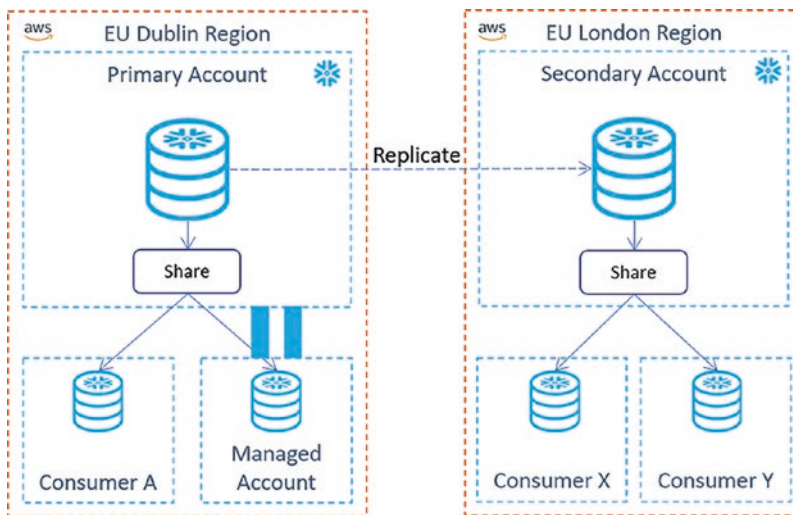 aws
EU Dublin Region
Primary Account
Share
Consumer A
Managed
Account
Replicate
aws
EU London Region
Secondary Account
Share
Consumer X
Consumer Y